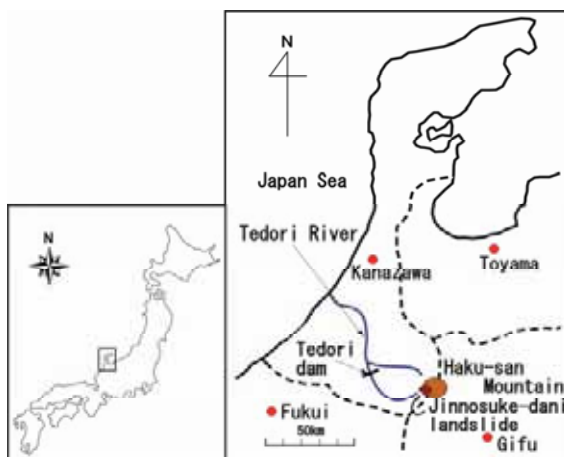 N
Japan Sea
Tedori River
Kanazawa
Toyama
N
Tedori
dam
Haku-san
Mountain
Jinnosuke-dani
landslide
Fukui
50km
Gifu